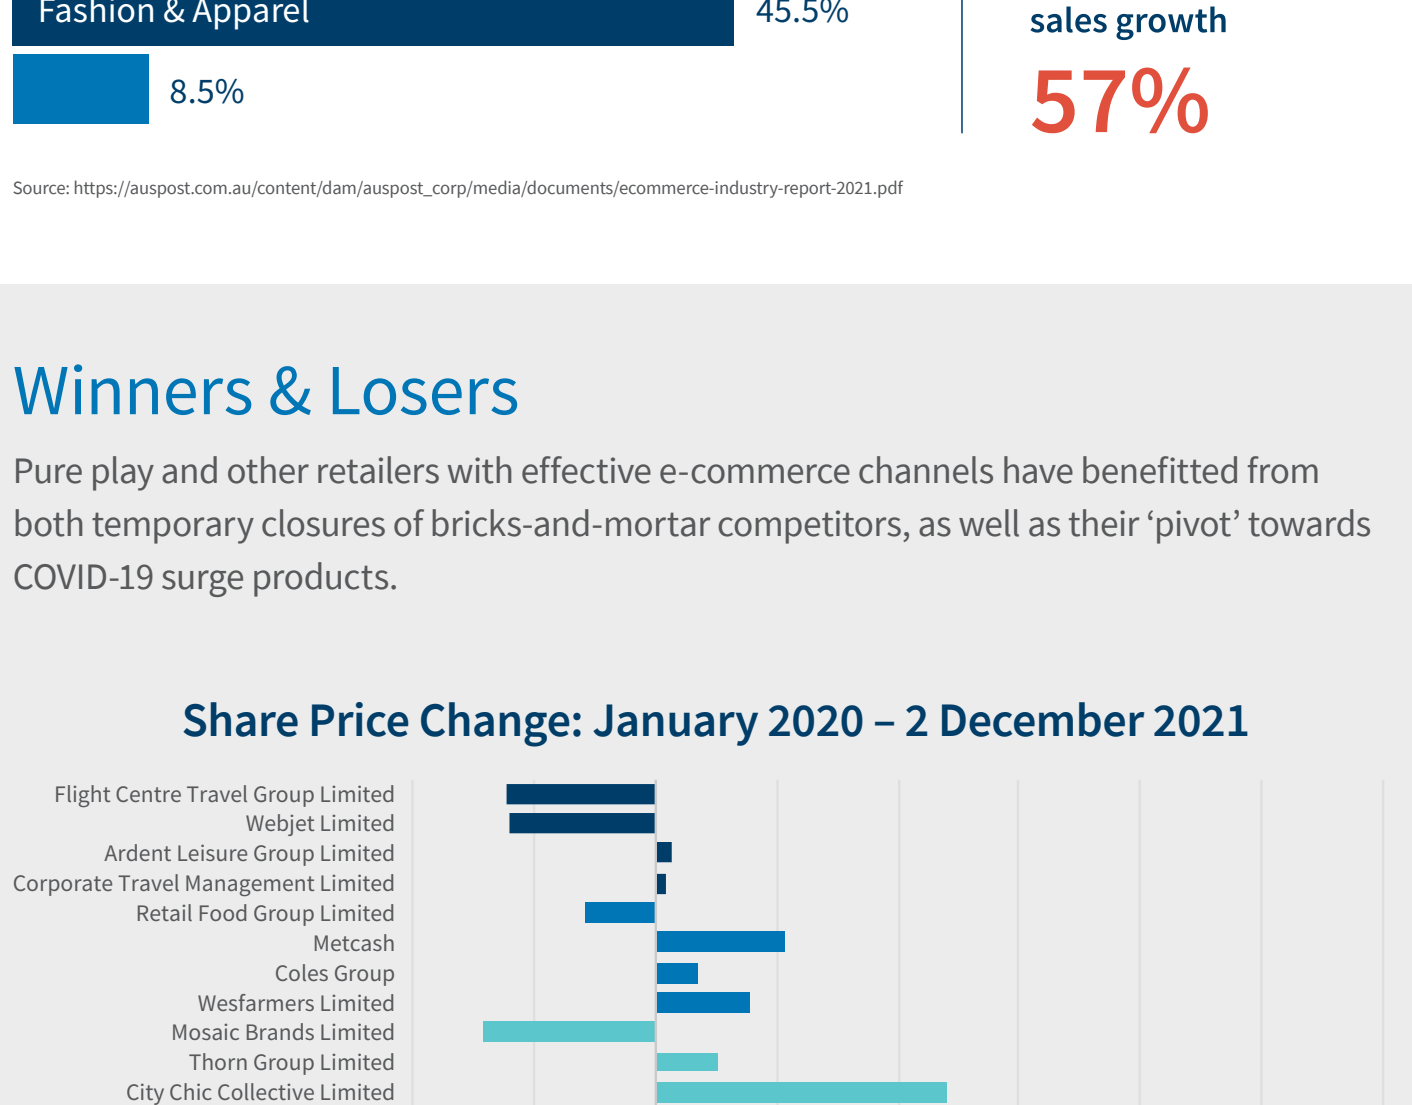 Fashion & Apparel
45.5%
8.5%
sales growth
57%
Source: https://auspost.com.au/content/dam/auspost_corp/media/documents/ecommerce-industry-report-2021.pdf
Winners & Losers
Pure play and other retailers with effective e-commerce channels have benefitted from
both temporary closures of bricks-and-mortar competitors, as well as their ‘pivot’ towards
COVID-19 surge products.
Share Price Change: January 2020 – 2 December 2021
Flight Centre Travel Group Limited
Webjet Limited
Ardent Leisure Group Limited
Corporate Travel Management Limited
Retail Food Group Limited
Metcash
Coles Group
Wesfarmers Limited
Mosaic Brands Limited
Thorn Group Limited
City Chic Collective Limited